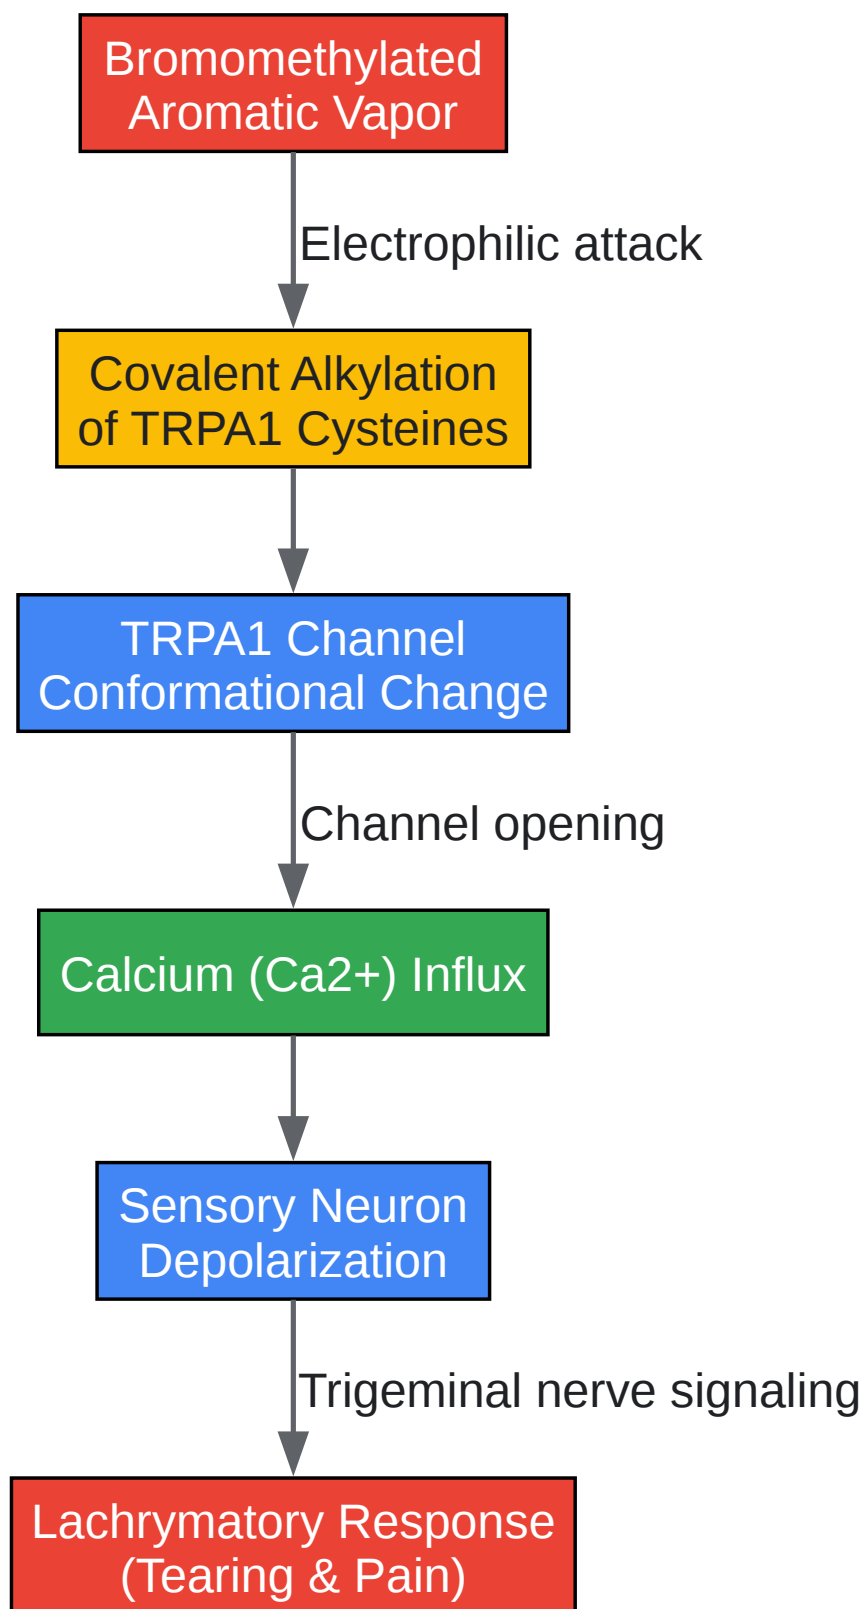 Bromomethylated
Aromatic Vapor
Electrophilic attack
Covalent Alkylation
of TRPA1 Cysteines
TRPA1 Channel
Conformational Change
Channel opening
Calcium (Ca2+) Influx
Sensory Neuron
Depolarization
Trigeminal nerve signaling
Lachrymatory Response
(Tearing & Pain)